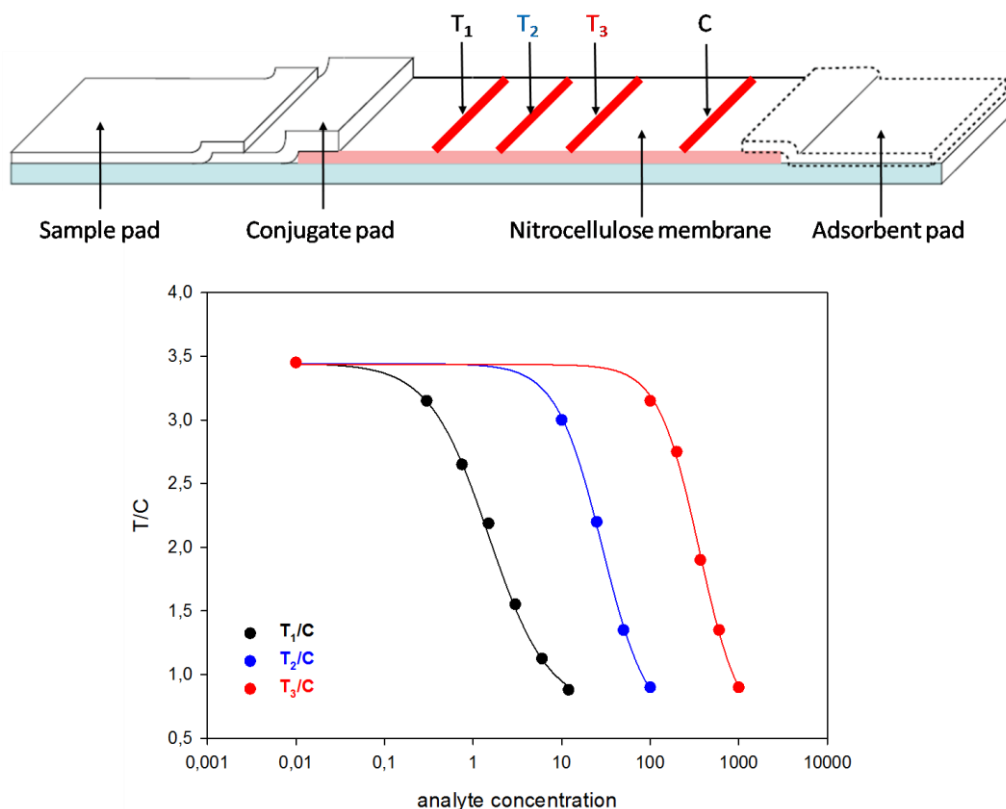 T₁ T₂ T₃ C
Sample pad Conjugate pad Nitrocellulose membrane Adsorbent pad
4,0
3,5
3,0
2,5
2,0
1,5
1,0
0,5
T/C
T₁/C
T₂/C
T₃/C
0,001 0,01 0,1 1 10 100 1000 10000
analyte concentration